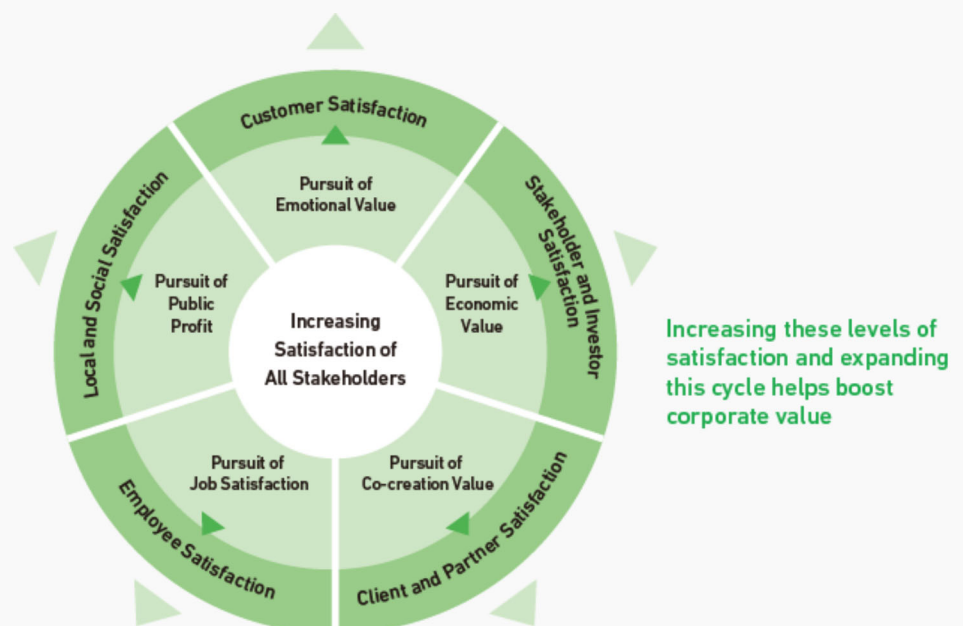 Customer Satisfaction
Pursuit of
Emotional Value
Stakeholder and Investor
Satisfaction
Pursuit of
Economic
Value
Local and Social Satisfaction
Pursuit of
Public
Profit
Increasing
Satisfaction of
All Stakeholders
Increasing these levels of
satisfaction and expanding
this cycle helps boost
corporate value
Pursuit of
Job Satisfaction
Employee Satisfaction
Pursuit of
Co-creation Value
Client and Partner Satisfaction